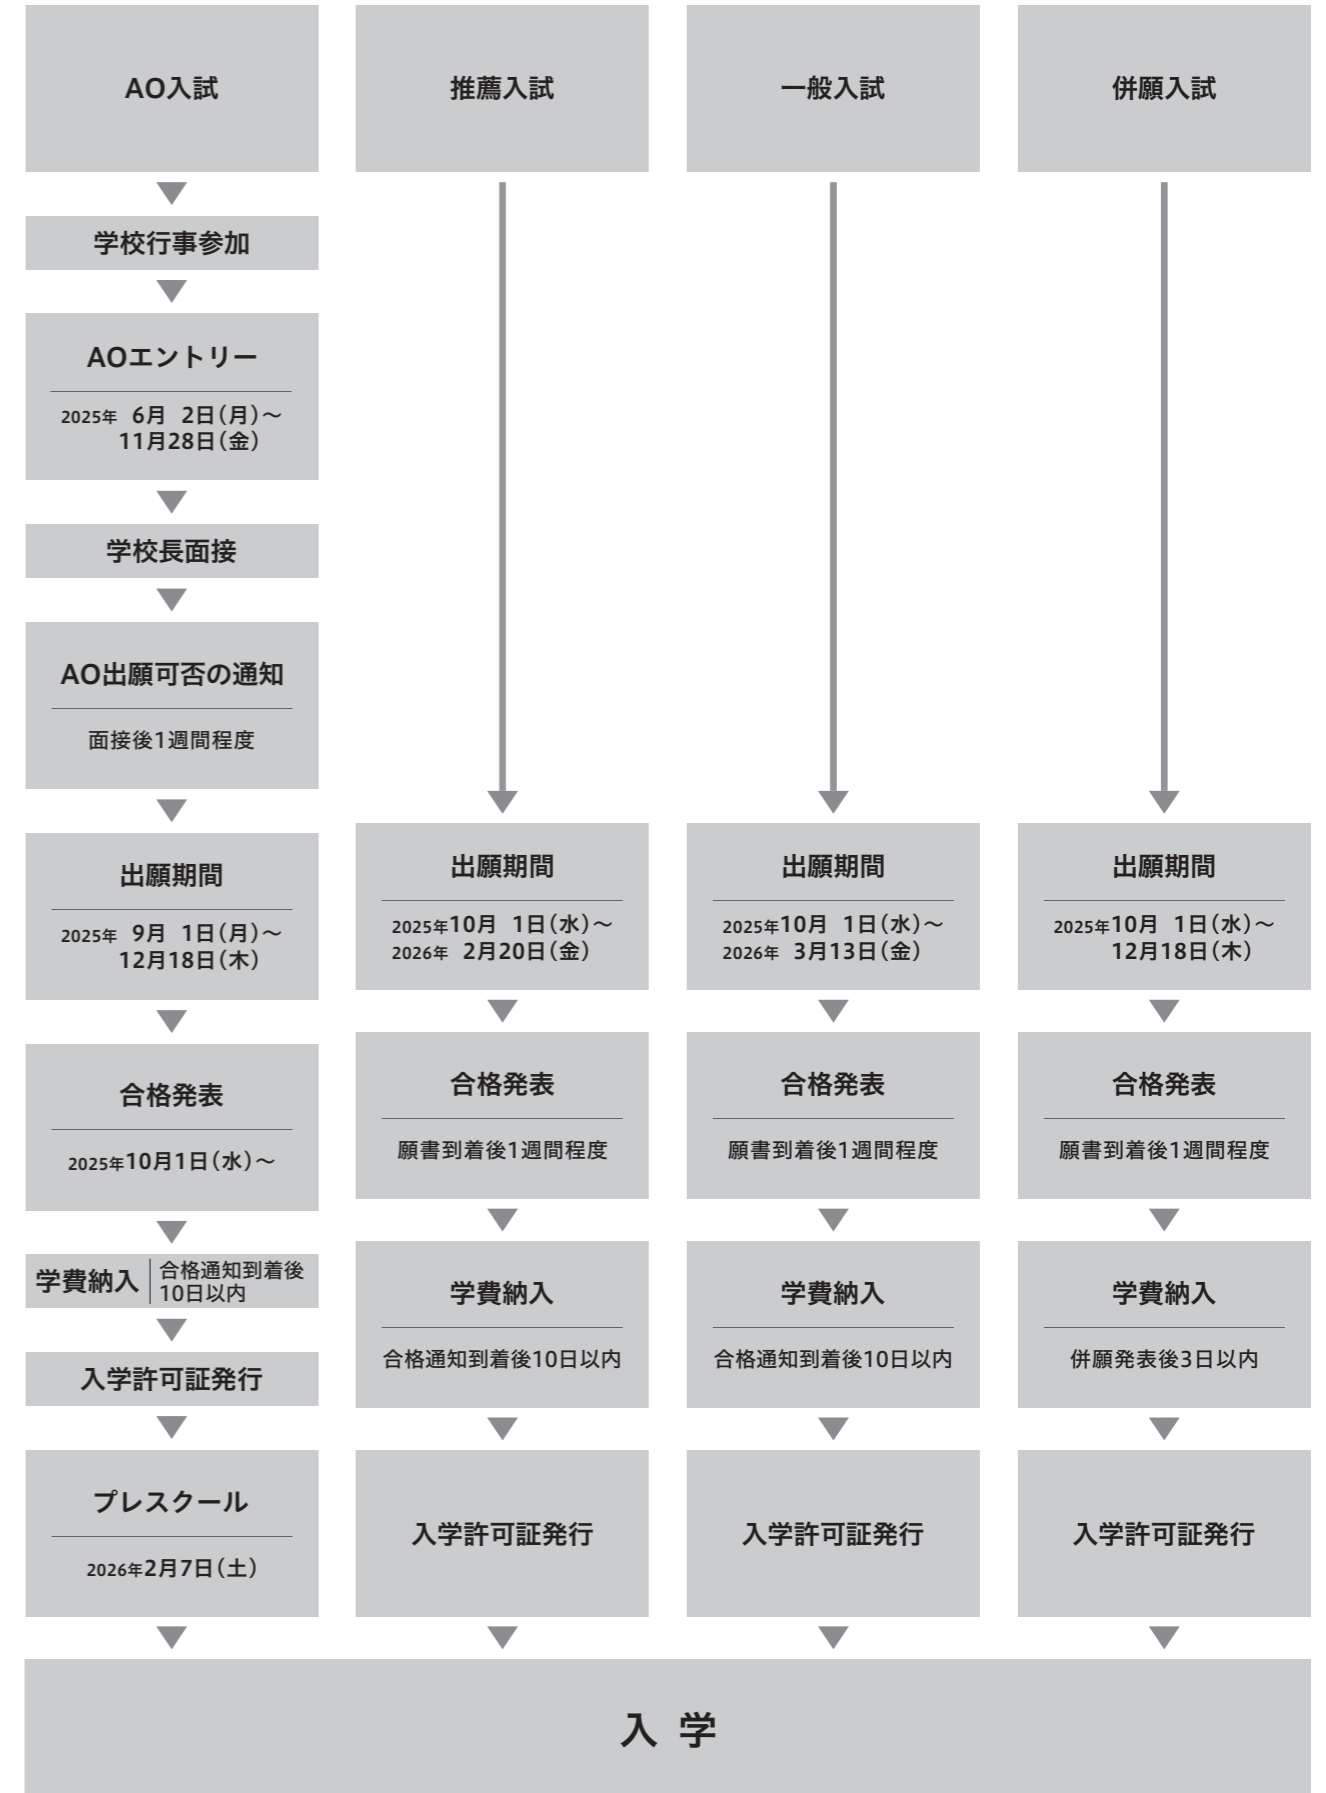 AO入試
学校行事参加
AOエントリー
2025年 6月 2日(月)～
11月28日(金)
学校長面接
AO出願可否の通知
面接後1週間程度
出願期間
2025年 9月 1日(月)～
12月18日(木)
合格発表
2025年10月1日(水)～
学費納入
合格通知到着後
10日以内
入学許可証発行
プレスクール
2026年2月7日(土)
推薦入試
出願期間
2025年10月 1日(水)～
2026年 2月20日(金)
合格発表
願書到着後1週間程度
学費納入
合格通知到着後10日以内
入学許可証発行
一般入試
出願期間
2025年10月 1日(水)～
2026年 3月13日(金)
合格発表
願書到着後1週間程度
学費納入
合格通知到着後10日以内
入学許可証発行
併願入試
出願期間
2025年10月 1日(水)～
12月18日(木)
合格発表
願書到着後1週間程度
学費納入
併願発表後3日以内
入学許可証発行
入 学